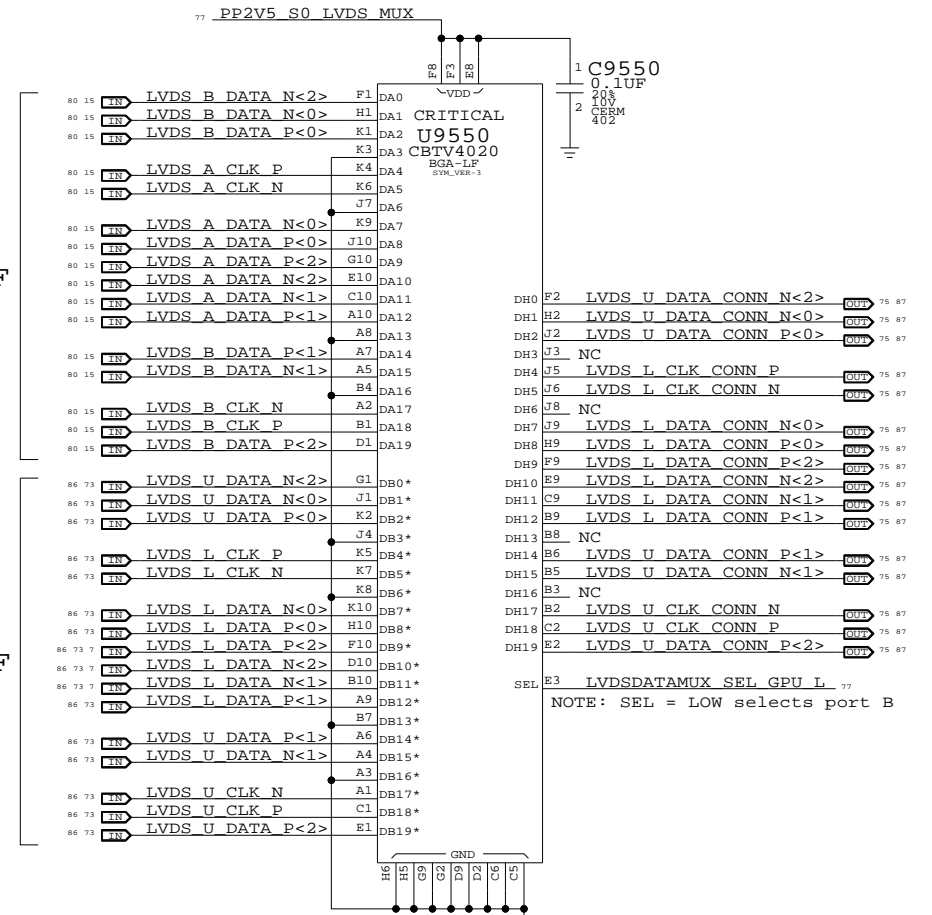 77 PP2V5_S0_LVDS_MUX
F8 F3 E8
VDD
1 C9550
0.1UF
20%
10V
2 CERM
402
CRITICAL
U9550
CBTV4020
BGA-LF
SYM_VER-3
80 15 IN LVDS_B_DATA_N<2> F1 DA0
80 15 IN LVDS_B_DATA_N<0> H1 DA1
80 15 IN LVDS_B_DATA_P<0> K1 DA2
K3 DA3
80 15 IN LVDS_A_CLK_P K4 DA4
80 15 IN LVDS_A_CLK_N K6 DA5
J7 DA6
80 15 IN LVDS_A_DATA_N<0> K9 DA7
80 15 IN LVDS_A_DATA_P<0> J10 DA8
80 15 IN LVDS_A_DATA_P<2> G10 DA9
80 15 IN LVDS_A_DATA_N<2> E10 DA10
80 15 IN LVDS_A_DATA_N<1> C10 DA11
80 15 IN LVDS_A_DATA_P<1> A10 DA12
A8 DA13
80 15 IN LVDS_B_DATA_P<1> A7 DA14
80 15 IN LVDS_B_DATA_N<1> A5 DA15
B4 DA16
80 15 IN LVDS_B_CLK_N A2 DA17
80 15 IN LVDS_B_CLK_P B1 DA18
80 15 IN LVDS_B_DATA_P<2> D1 DA19
86 73 IN LVDS_U_DATA_N<2> G1 DB0*
86 73 IN LVDS_U_DATA_N<0> J1 DB1*
86 73 IN LVDS_U_DATA_P<0> K2 DB2*
J4 DB3*
86 73 IN LVDS_L_CLK_P K5 DB4*
86 73 IN LVDS_L_CLK_N K7 DB5*
K8 DB6*
86 73 IN LVDS_L_DATA_N<0> K10 DB7*
86 73 IN LVDS_L_DATA_P<0> H10 DB8*
86 73 7 IN LVDS_L_DATA_P<2> F10 DB9*
86 73 7 IN LVDS_L_DATA_N<2> D10 DB10*
86 73 7 IN LVDS_L_DATA_N<1> B10 DB11*
86 73 IN LVDS_L_DATA_P<1> A9 DB12*
B7 DB13*
86 73 IN LVDS_U_DATA_P<1> A6 DB14*
86 73 IN LVDS_U_DATA_N<1> A4 DB15*
A3 DB16*
86 73 IN LVDS_U_CLK_N A1 DB17*
86 73 IN LVDS_U_CLK_P C1 DB18*
86 73 IN LVDS_U_DATA_P<2> E1 DB19*
DH0 F2 LVDS_U_DATA_CONN_N<2> OUT 75 87
DH1 H2 LVDS_U_DATA_CONN_N<0> OUT 75 87
DH2 J2 LVDS_U_DATA_CONN_P<0> OUT 75 87
DH3 J3 NC
DH4 J5 LVDS_L_CLK_CONN_P OUT 75 87
DH5 J6 LVDS_L_CLK_CONN_N OUT 75 87
DH6 J8 NC
DH7 J9 LVDS_L_DATA_CONN_N<0> OUT 75 87
DH8 H9 LVDS_L_DATA_CONN_P<0> OUT 75 87
DH9 F9 LVDS_L_DATA_CONN_P<2> OUT 75 87
DH10 E9 LVDS_L_DATA_CONN_N<2> OUT 75 87
DH11 C9 LVDS_L_DATA_CONN_N<1> OUT 75 87
DH12 B9 LVDS_L_DATA_CONN_P<1> OUT 75 87
DH13 B8 NC
DH14 B6 LVDS_U_DATA_CONN_P<1> OUT 75 87
DH15 B5 LVDS_U_DATA_CONN_N<1> OUT 75 87
DH16 B3 NC
DH17 B2 LVDS_U_CLK_CONN_N OUT 75 87
DH18 C2 LVDS_U_CLK_CONN_P OUT 75 87
DH19 E2 LVDS_U_DATA_CONN_P<2> OUT 75 87
SEL E3 LVDSDATAMUX_SEL_GPU_L 77
NOTE: SEL = LOW selects port B
GND
H6 H5 G9 G2 D9 D2 C6 C5